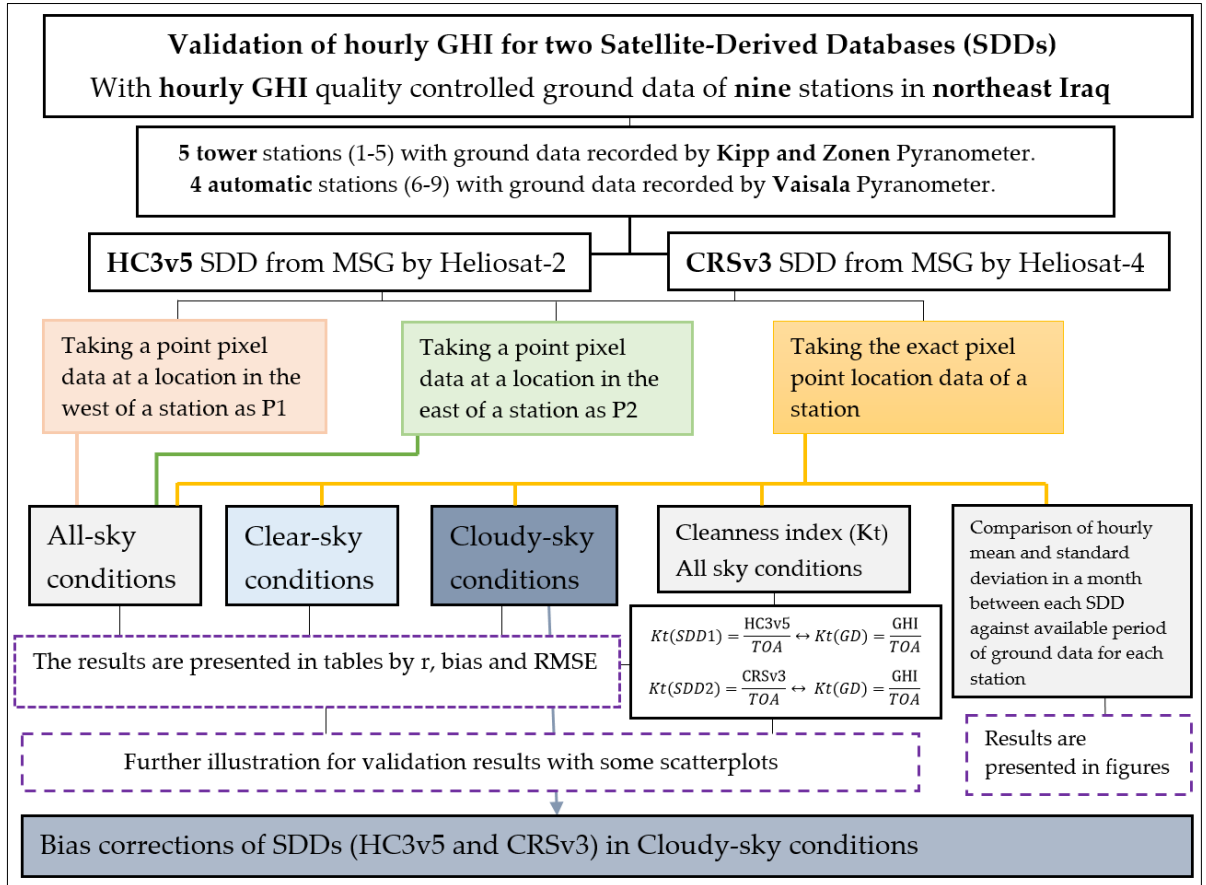 Validation of hourly GHI for two Satellite-Derived Databases (SDDs)
With hourly GHI quality controlled ground data of nine stations in northeast Iraq
5 tower stations (1-5) with ground data recorded by Kipp and Zonen Pyranometer.
4 automatic stations (6-9) with ground data recorded by Vaisala Pyranometer.
HC3v5 SDD from MSG by Heliosat-2
CRSv3 SDD from MSG by Heliosat-4
Taking a point pixel
data at a location in the
west of a station as P1
Taking a point pixel
data at a location in the
east of a station as P2
Taking the exact pixel
point location data of a
station
All-sky
conditions
Clear-sky
conditions
Cloudy-sky
conditions
Cleanness index (Kt)
All sky conditions
Comparison of hourly
mean and standard
deviation in a month
between each SDD
against available period
of ground data for each
station
The results are presented in tables by r, bias and RMSE
Kt(SDD1) = HC3v5/TOA ↔ Kt(GD) = GHI/TOA
Kt(SDD2) = CRSv3/TOA ↔ Kt(GD) = GHI/TOA
Further illustration for validation results with some scatterplots
Results are
presented in figures
Bias corrections of SDDs (HC3v5 and CRSv3) in Cloudy-sky conditions